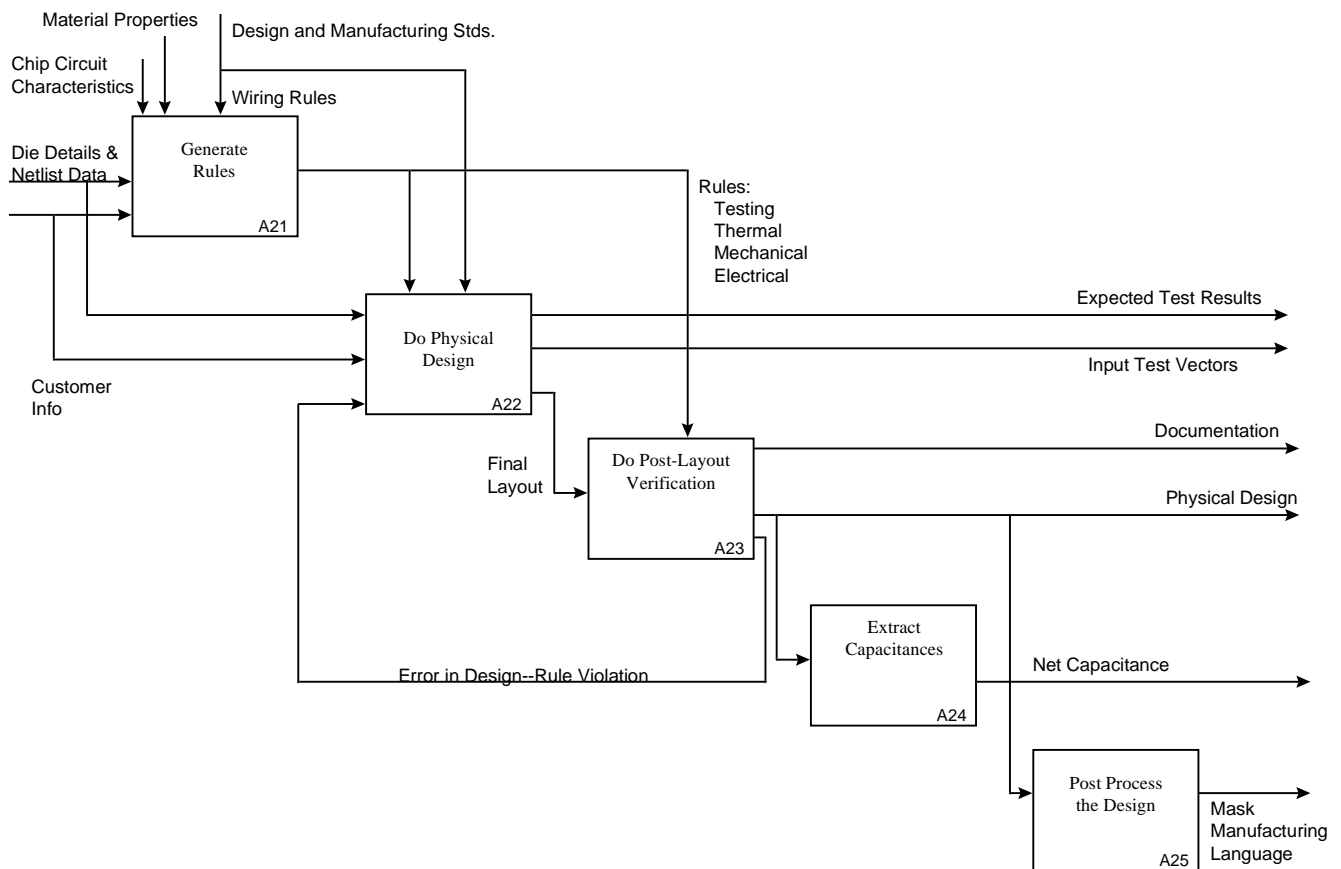 Material Properties
Design and Manufacturing Stds.
Chip Circuit
Characteristics
Wiring Rules
Generate
Rules
A21
Die Details &
Netlist Data
Rules:
Testing
Thermal
Mechanical
Electrical
Expected Test Results
Do Physical
Design
A22
Input Test Vectors
Customer
Info
Documentation
Final
Layout
Do Post-Layout
Verification
A23
Physical Design
Extract
Capacitances
A24
Error in Design--Rule Violation
Net Capacitance
Post Process
the Design
A25
Mask
Manufacturing
Language